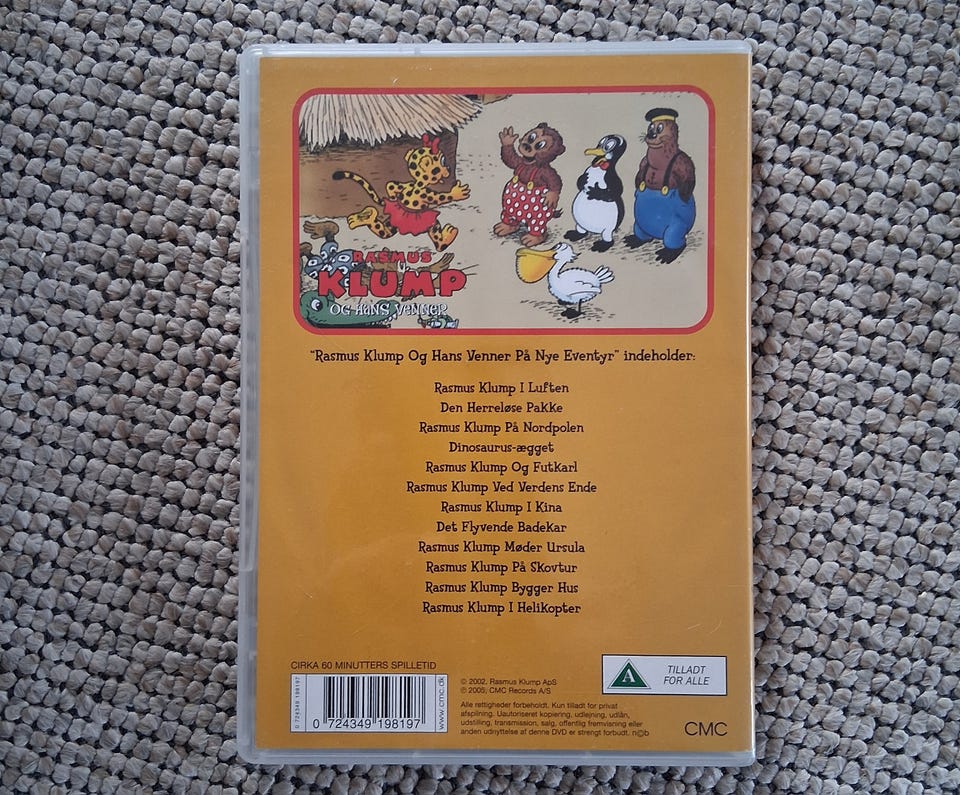 RASMUS
KLUMP
OG HANS VENNER
"Rasmus Klump Og Hans Venner På Nye Eventyr" indeholder:
Rasmus Klump I Luften
Den Herreløse Pakke
Rasmus Klump På Nordpolen
Dinosaurus-ægget
Rasmus Klump Og Futkarl
Rasmus Klump Ved Verdens Ende
Rasmus Klump I Kina
Det Flyvende Badekar
Rasmus Klump Møder Ursula
Rasmus Klump På Skovtur
Rasmus Klump Bygger Hus
Rasmus Klump I Helikopter
CIRKA 60 MINUTTERS SPILLETID
0 724349 198197
0 724349 198197
www.cmc.dk
© 2002, Rasmus Klump ApS
℗ 2005, CMC Records A/S
Alle rettigheder forbeholdt. Kun tilladt for privat
afspilning. Uautoriseret kopiering, udlejning, udlån,
udstilling, transmission, salg, offentlig fremvisning eller
anden udnyttelse af denne DVD er strengt forbudt. n©b
A
TILLADT
FOR ALLE
CMC